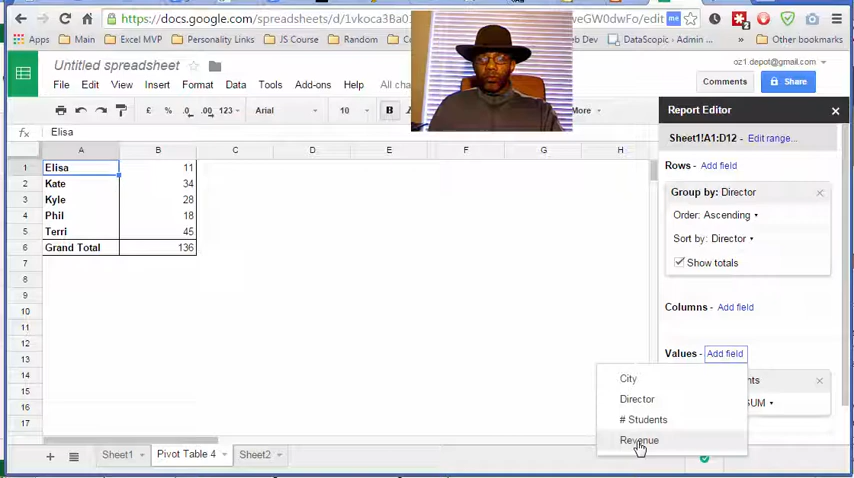 https://docs.google.com/spreadsheets/d/1vkoca3Ba0
veGW0dwFo/edit
me
Apps
Main
Excel MVP
Personality Links
JS Course
Random
b Dev
DataScopic : Admin ...
»
Other bookmarks
Untitled spreadsheet
oz1.depot@gmail.com
File Edit View Insert Format Data Tools Add-ons Help All cha
Comments
Share
£ % .0 .00 123 Arial 10 B More
Report Editor
fx Elisa
Sheet1!A1:D12 - Edit range...
A B C D E F G H
Rows - Add field
1 Elisa 11
2 Kate 34
3 Kyle 28
4 Phil 18
5 Terri 45
6 Grand Total 136
7
8
9
10
11
12
13
14
15
16
17
Group by: Director
Order: Ascending
Sort by: Director
Show totals
Columns - Add field
Values - Add field
City
Director
# Students
Revenue
nts
SUM
Sheet1
Pivot Table 4
Sheet2